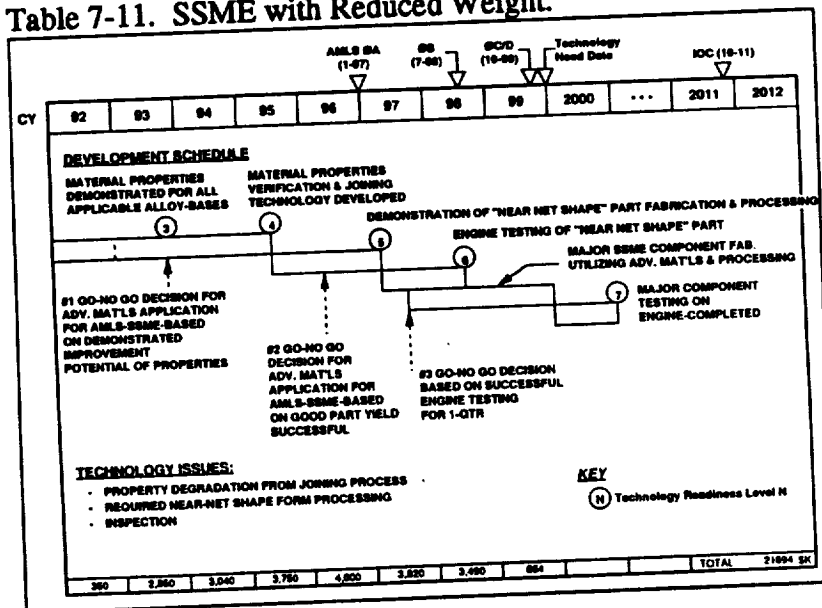 Table 7-11. SSME with Reduced Weight.
AMLS ØA
(1-97)
ØB
(7-98)
ØC/D
(10-99)
Technology
Need Date
IOC (10-11)
CY 92 93 94 95 96 97 98 99 2000 ... 2011 2012
DEVELOPMENT SCHEDULE
MATERIAL PROPERTIES
DEMONSTRATED FOR ALL
APPLICABLE ALLOY-BASES
MATERIAL PROPERTIES
VERIFICATION & JOINING
TECHNOLOGY DEVELOPED
DEMONSTRATION OF "NEAR NET SHAPE" PART FABRICATION & PROCESSING
ENGINE TESTING OF "NEAR NET SHAPE" PART
MAJOR SSME COMPONENT FAB.
UTILIZING ADV. MAT'LS & PROCESSING
3
4
5
6
7
MAJOR COMPONENT
TESTING ON
ENGINE-COMPLETED
#1 GO-NO GO DECISION FOR
ADV. MAT'LS APPLICATION
FOR AMLS-SSME-BASED
ON DEMONSTRATED
IMPROVEMENT
POTENTIAL OF PROPERTIES
#2 GO-NO GO
DECISION FOR
ADV. MAT'LS
APPLICATION FOR
AMLS-SSME-BASED
ON GOOD PART YIELD
SUCCESSFUL
#3 GO-NO GO DECISION
BASED ON SUCCESSFUL
ENGINE TESTING
FOR 1-QTR
TECHNOLOGY ISSUES:
· PROPERTY DEGRADATION FROM JOINING PROCESS
· REQUIRED NEAR-NET SHAPE FORM PROCESSING
· INSPECTION
KEY
N Technology Readiness Level N
350 2,860 3,040 3,750 4,800 3,820 3,490 TOTAL